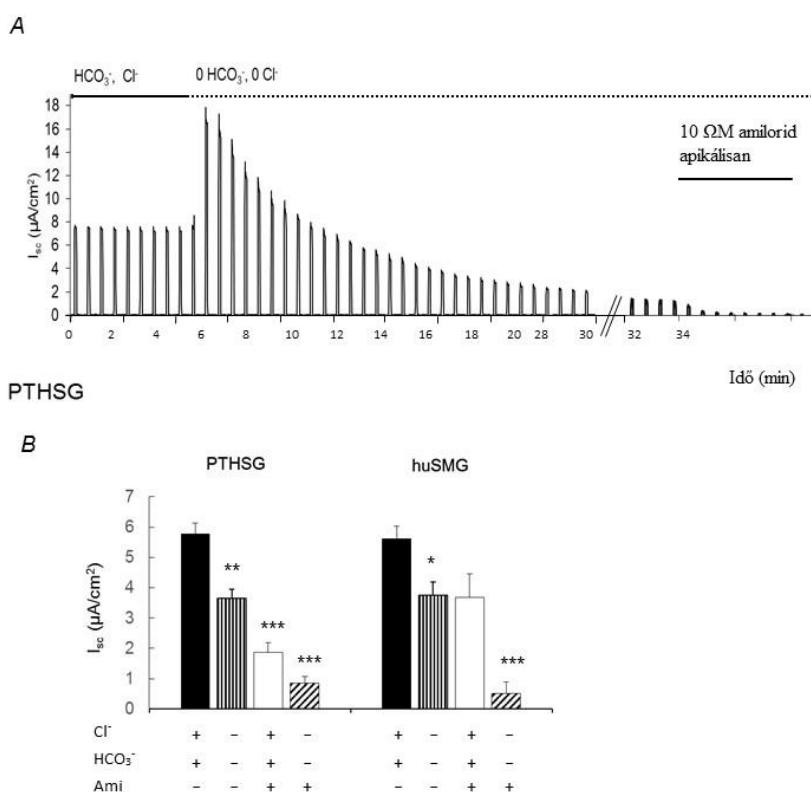 A
HCO₃⁻, Cl⁻ 0 HCO₃⁻, 0 Cl⁻
10 ΩM amilorid
apikálisan
I_sc (µA/cm²)
18
16
14
12
10
8
6
4
2
0
0 2 4 6 8 10 12 14 16 18 20 28 30 32 34
Idő (min)
PTHSG
B
PTHSG huSMG
I_sc (µA/cm²)
7
6
5
4
3
2
1
0
** *** *** * ***
Cl⁻ + − + − + − + −
HCO₃⁻ + − + − + − + −
Ami − − + + − − + +